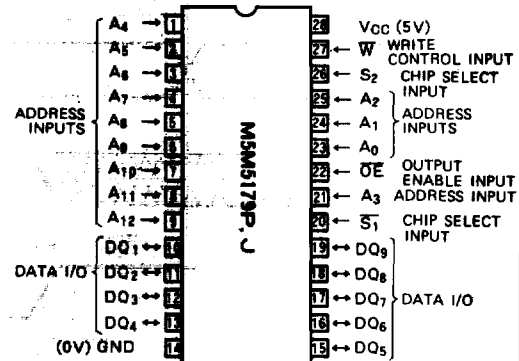 A4 → 1
A5 → 2
A6 → 3
A7 → 4
A8 → 5
A9 → 6
A10 → 7
A11 → 8
A12 → 9
ADDRESS
INPUTS
DQ1 ↔ 10
DQ2 ↔ 11
DQ3 ↔ 12
DQ4 ↔ 13
DATA I/O
(0V) GND 14
M5M5179P, J
28 VCC (5V)
27 ← W̅ WRITE
CONTROL INPUT
26 ← S2 CHIP SELECT
INPUT
25 ← A2
24 ← A1
23 ← A0
ADDRESS
INPUTS
22 ← O̅E̅ OUTPUT
ENABLE INPUT
21 ← A3 ADDRESS INPUT
20 ← S̅1 CHIP SELECT
INPUT
19 ↔ DQ9
18 ↔ DQ8
17 ↔ DQ7
16 ↔ DQ6
15 ↔ DQ5
DATA I/O